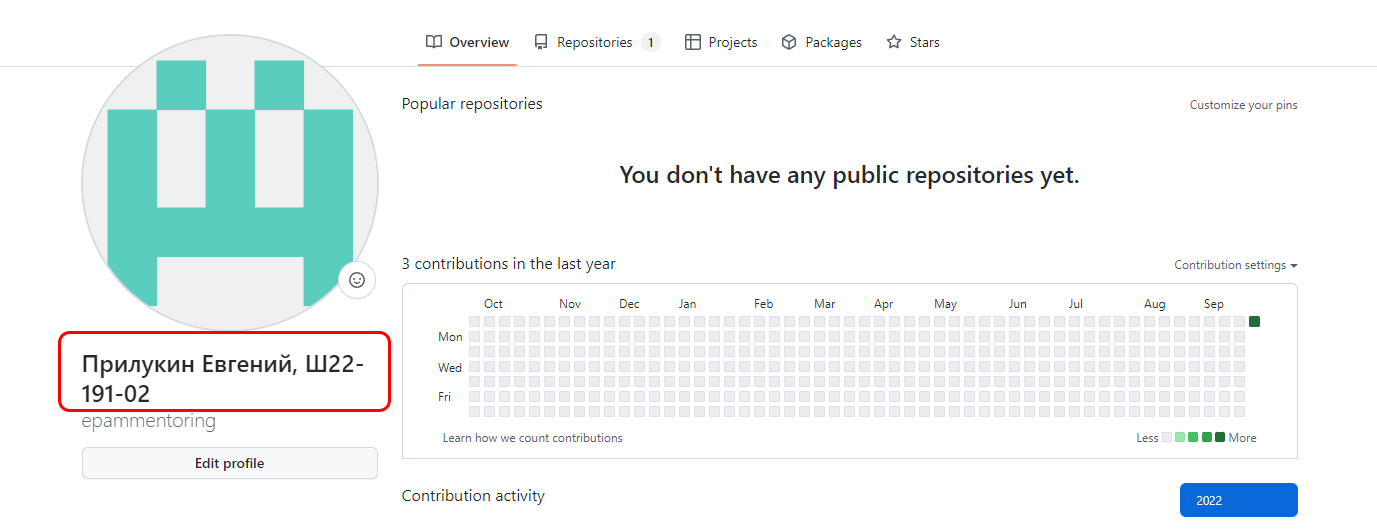 Overview Repositories 1 Projects Packages Stars
Popular repositories
Customize your pins
You don't have any public repositories yet.
3 contributions in the last year
Contribution settings
Oct Nov Dec Jan Feb Mar Apr May Jun Jul Aug Sep
Mon
Wed
Fri
Learn how we count contributions
Less More
Прилукин Евгений, Ш22-
191-02
epammentoring
Edit profile
Contribution activity
2022